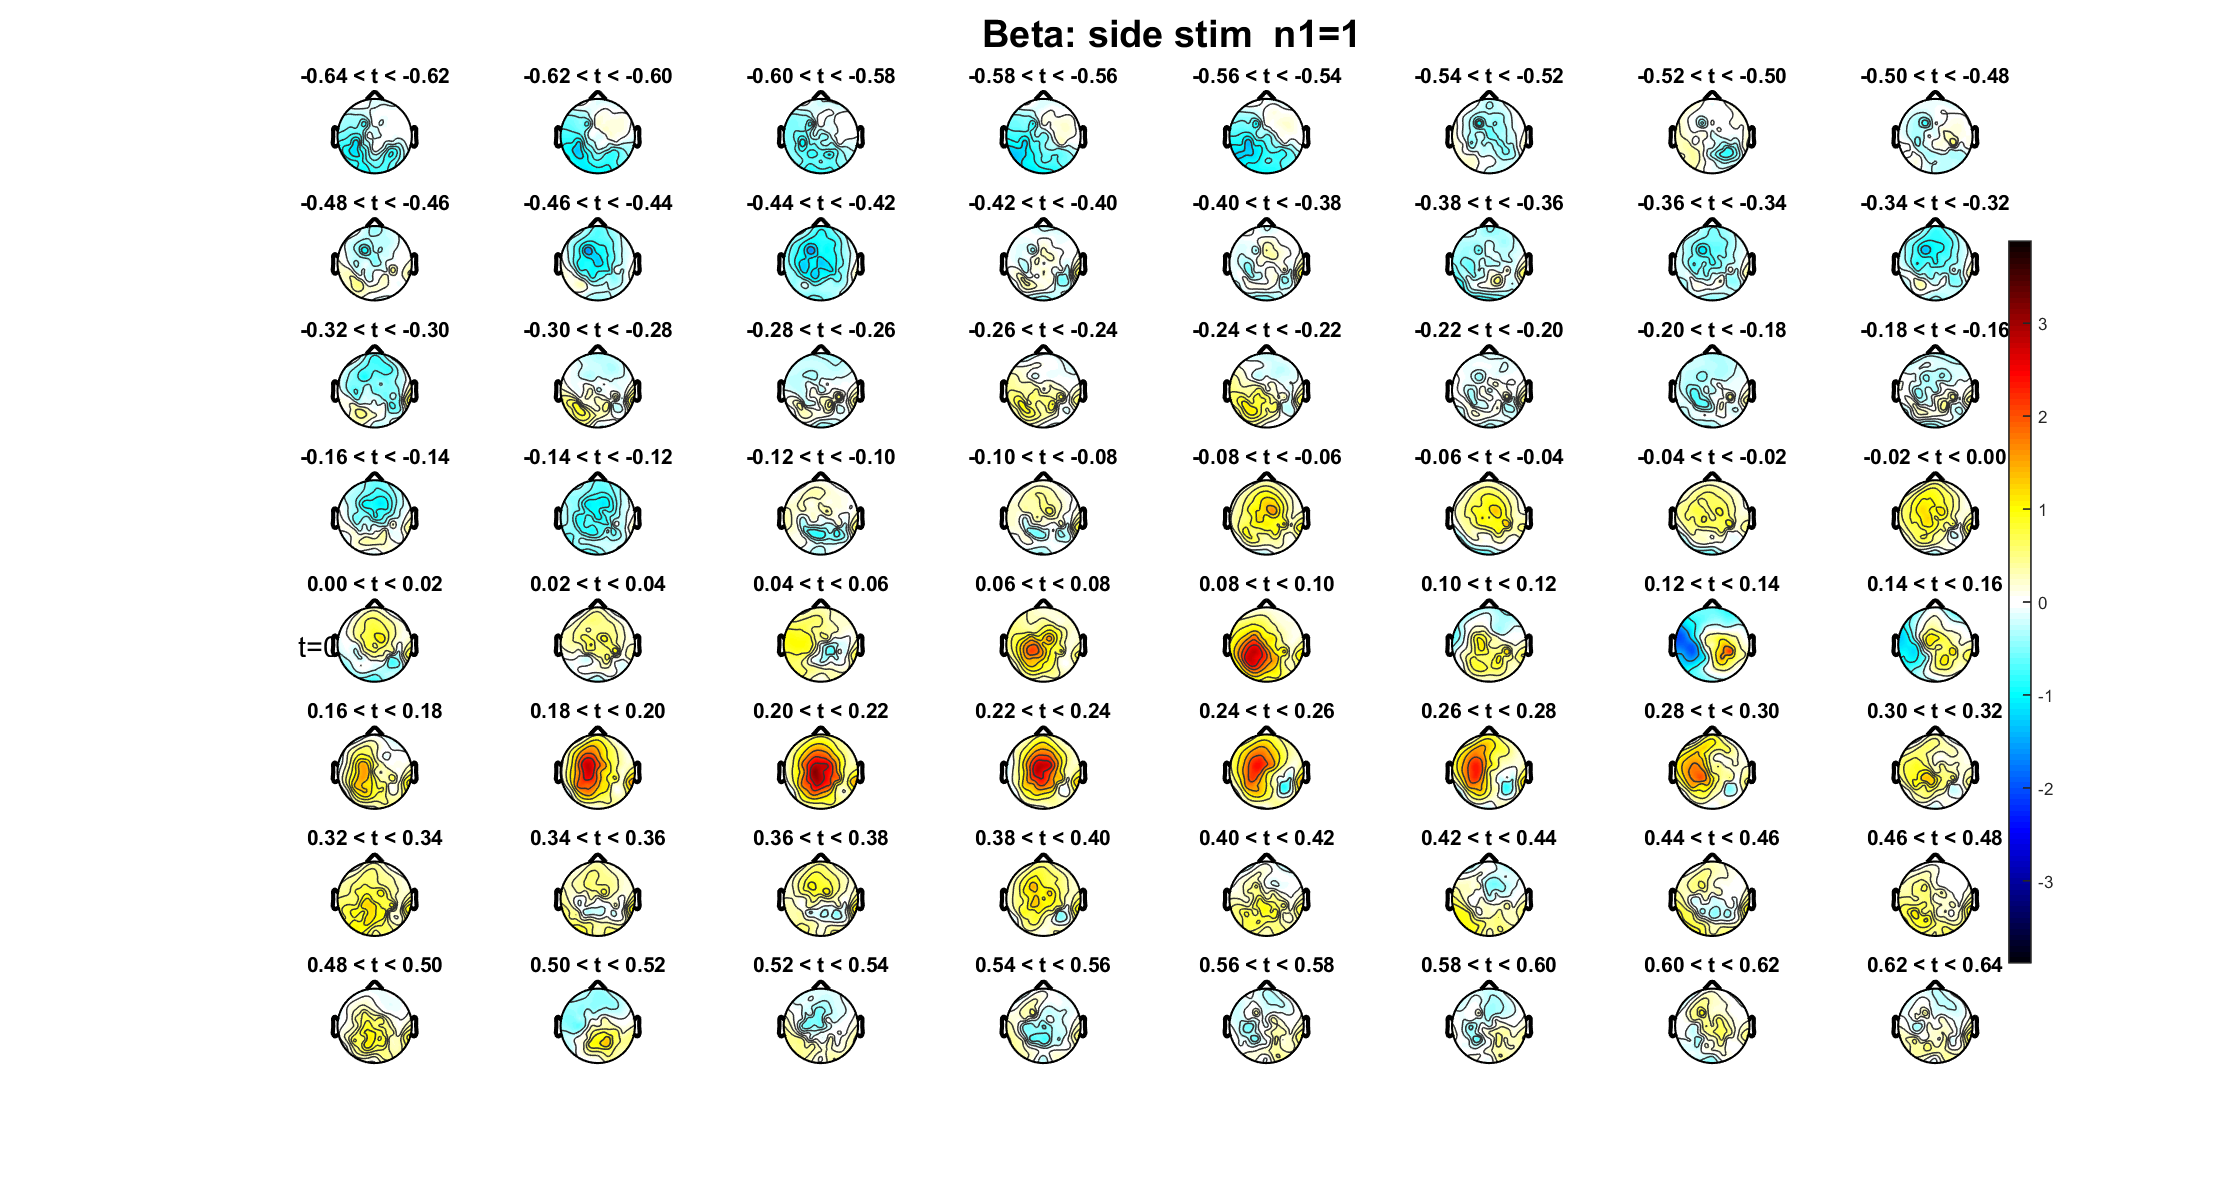 Beta: side stim  n1=1
-0.64 < t < -0.62
-0.62 < t < -0.60
-0.60 < t < -0.58
-0.58 < t < -0.56
-0.56 < t < -0.54
-0.54 < t < -0.52
-0.52 < t < -0.50
-0.50 < t < -0.48
-0.48 < t < -0.46
-0.46 < t < -0.44
-0.44 < t < -0.42
-0.42 < t < -0.40
-0.40 < t < -0.38
-0.38 < t < -0.36
-0.36 < t < -0.34
-0.34 < t < -0.32
-0.32 < t < -0.30
-0.30 < t < -0.28
-0.28 < t < -0.26
-0.26 < t < -0.24
-0.24 < t < -0.22
-0.22 < t < -0.20
-0.20 < t < -0.18
-0.18 < t < -0.16
-0.16 < t < -0.14
-0.14 < t < -0.12
-0.12 < t < -0.10
-0.10 < t < -0.08
-0.08 < t < -0.06
-0.06 < t < -0.04
-0.04 < t < -0.02
-0.02 < t < 0.00
0.00 < t < 0.02
0.02 < t < 0.04
0.04 < t < 0.06
0.06 < t < 0.08
0.08 < t < 0.10
0.10 < t < 0.12
0.12 < t < 0.14
0.14 < t < 0.16
t=0
0.16 < t < 0.18
0.18 < t < 0.20
0.20 < t < 0.22
0.22 < t < 0.24
0.24 < t < 0.26
0.26 < t < 0.28
0.28 < t < 0.30
0.30 < t < 0.32
0.32 < t < 0.34
0.34 < t < 0.36
0.36 < t < 0.38
0.38 < t < 0.40
0.40 < t < 0.42
0.42 < t < 0.44
0.44 < t < 0.46
0.46 < t < 0.48
0.48 < t < 0.50
0.50 < t < 0.52
0.52 < t < 0.54
0.54 < t < 0.56
0.56 < t < 0.58
0.58 < t < 0.60
0.60 < t < 0.62
0.62 < t < 0.64
3
2
1
0
-1
-2
-3